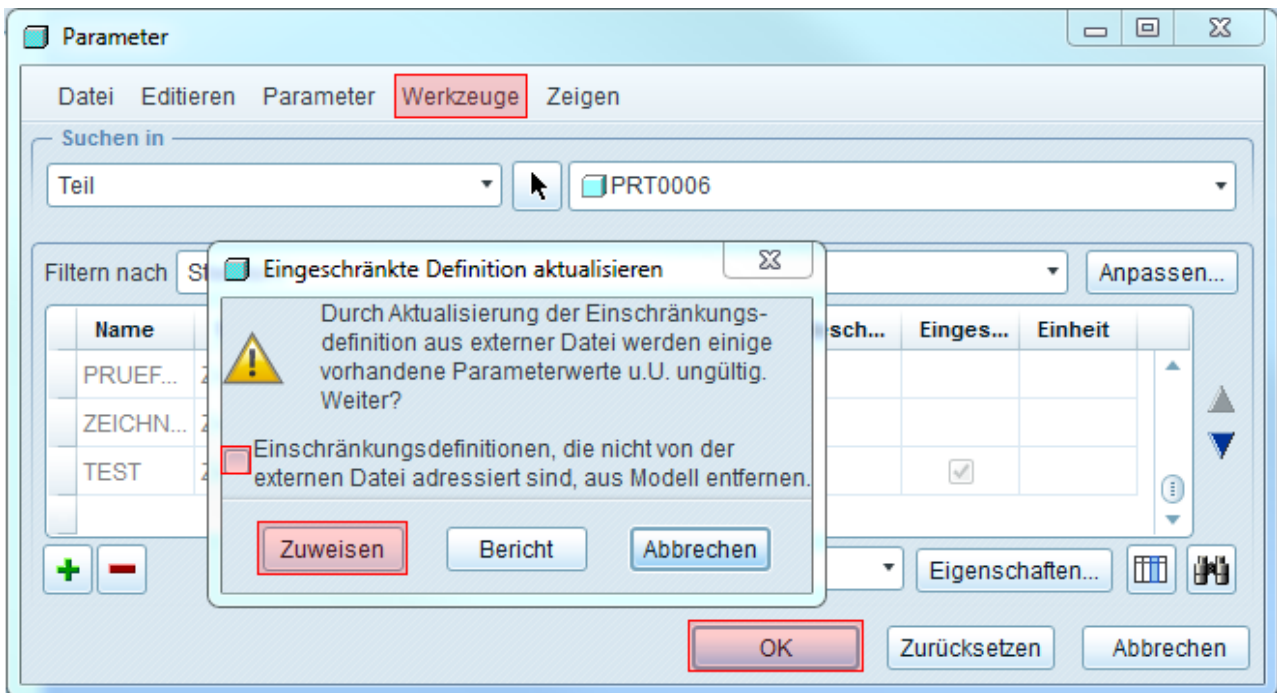 Parameter
Datei Editieren Parameter Werkzeuge Zeigen
Suchen in
Teil
PRT0006
Filtern nach
Anpassen...
Name
Einges...
Einheit
PRUEF...
ZEICHN...
TEST
Eingeschränkte Definition aktualisieren
Durch Aktualisierung der Einschränkungs-
definition aus externer Datei werden einige
vorhandene Parameterwerte u.U. ungültig.
Weiter?
Einschränkungsdefinitionen, die nicht von der
externen Datei adressiert sind, aus Modell entfernen.
Zuweisen Bericht Abbrechen
Eigenschaften...
OK Zurücksetzen Abbrechen